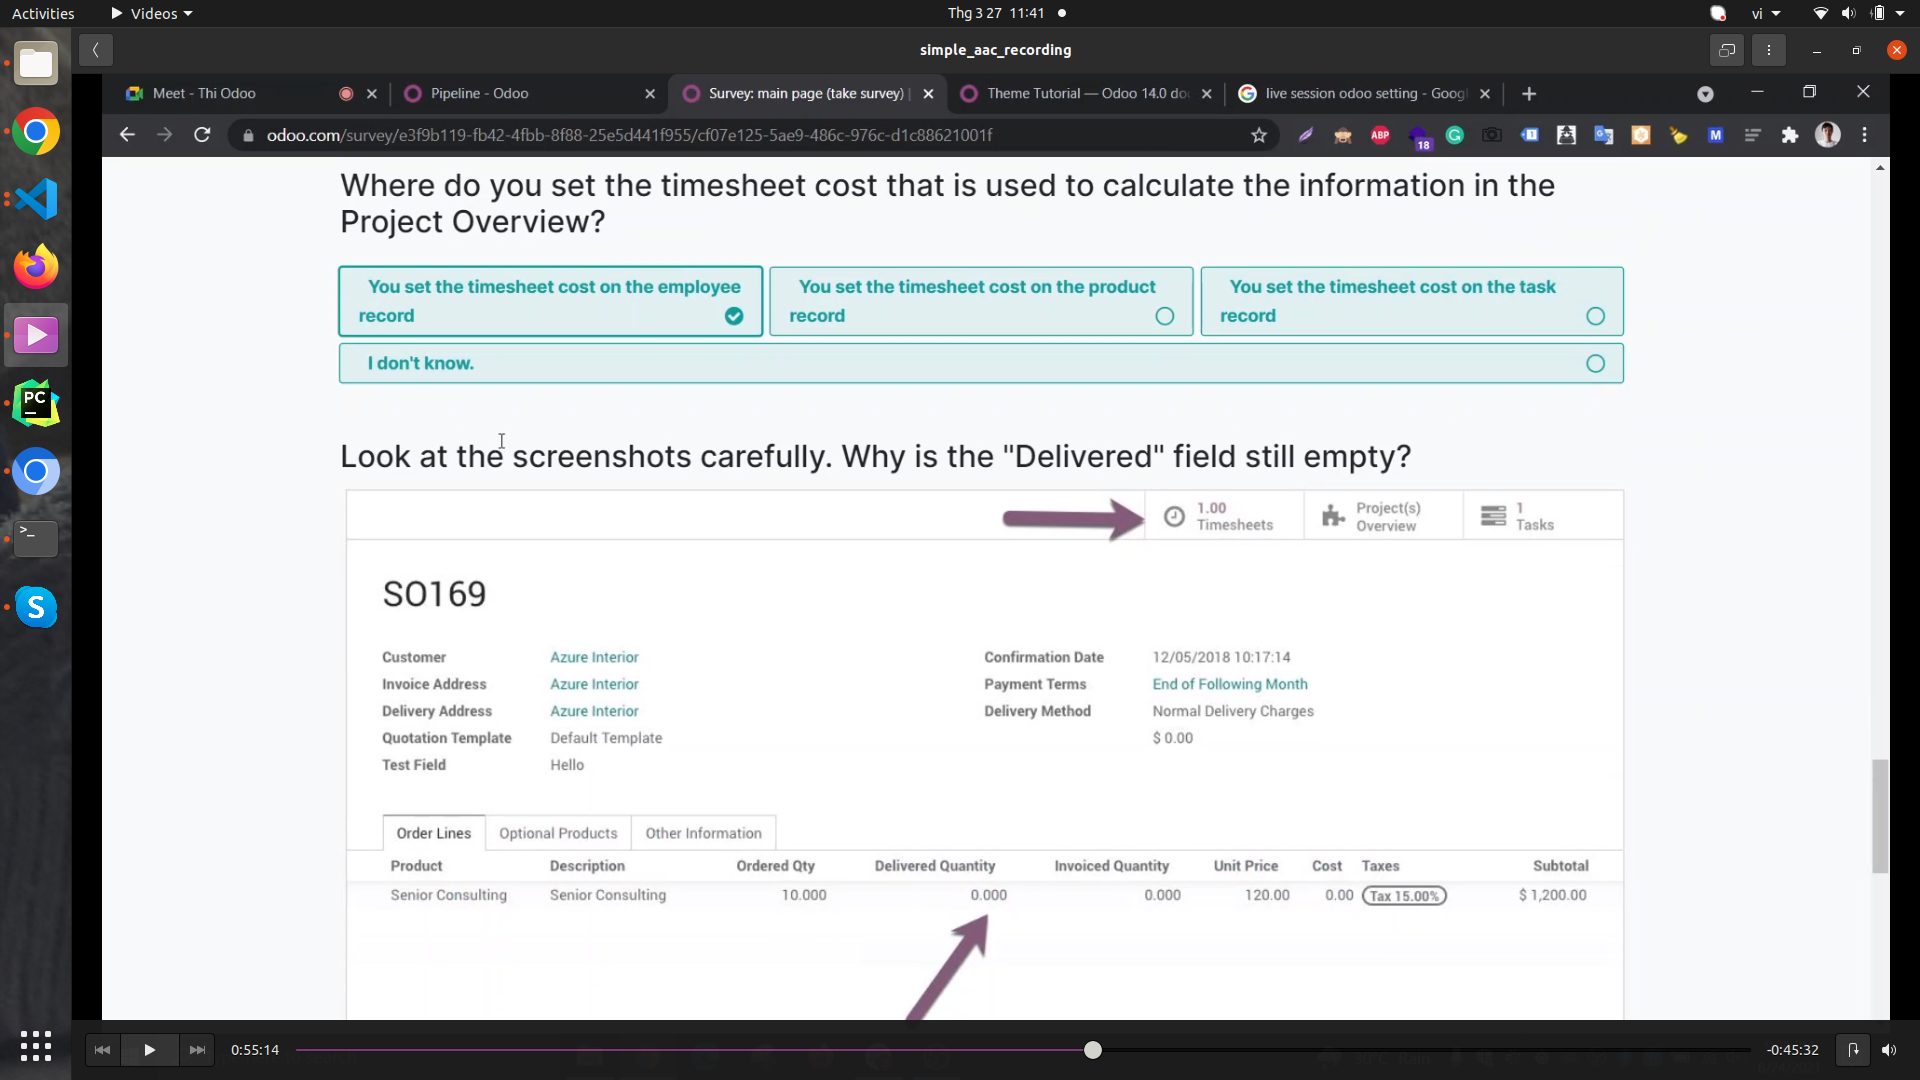 Activities
Videos
Thg 3 27 11:41
vi
simple_aac_recording
Meet - Thi Odoo
Pipeline - Odoo
Survey: main page (take survey) |
Theme Tutorial — Odoo 14.0 do
live session odoo setting - Googl
odoo.com/survey/e3f9b119-fb42-4fbb-8f88-25e5d441f955/cf07e125-5ae9-486c-976c-d1c88621001f
ABP
18
M
Where do you set the timesheet cost that is used to calculate the information in the
Project Overview?
You set the timesheet cost on the employee
record
You set the timesheet cost on the product
record
You set the timesheet cost on the task
record
I don't know.
Look at the screenshots carefully. Why is the "Delivered" field still empty?
1.00
Timesheets
Project(s)
Overview
1
Tasks
SO169
Customer Azure Interior
Invoice Address Azure Interior
Delivery Address Azure Interior
Quotation Template Default Template
Test Field Hello
Confirmation Date 12/05/2018 10:17:14
Payment Terms End of Following Month
Delivery Method Normal Delivery Charges
$ 0.00
Order Lines Optional Products Other Information
Product Description Ordered Qty Delivered Quantity Invoiced Quantity Unit Price Cost Taxes Subtotal
Senior Consulting Senior Consulting 10.000 0.000 0.000 120.00 0.00 Tax 15.00% $ 1,200.00
PC
S
0:55:14
-0:45:32